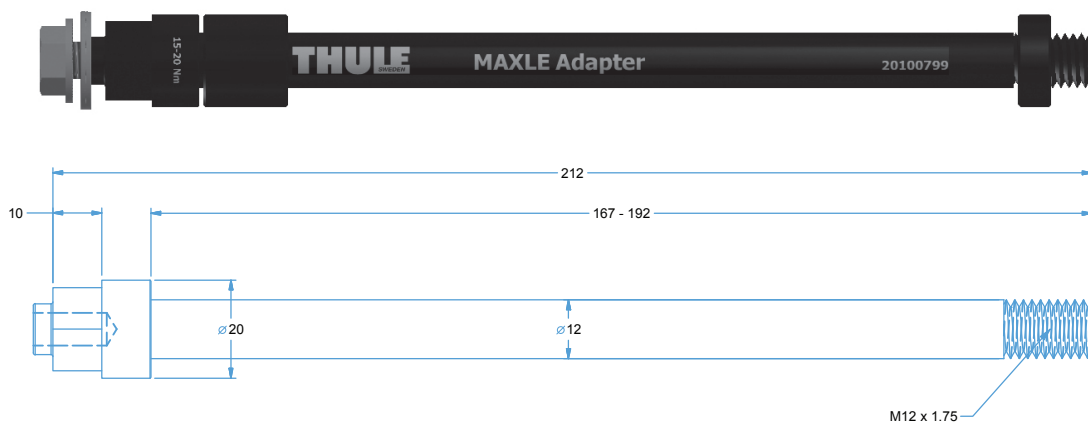 15-20 Nm
THULE
SWEDEN
MAXLE Adapter
20100799
212
10
167 - 192
⌀20
⌀12
M12 x 1.75